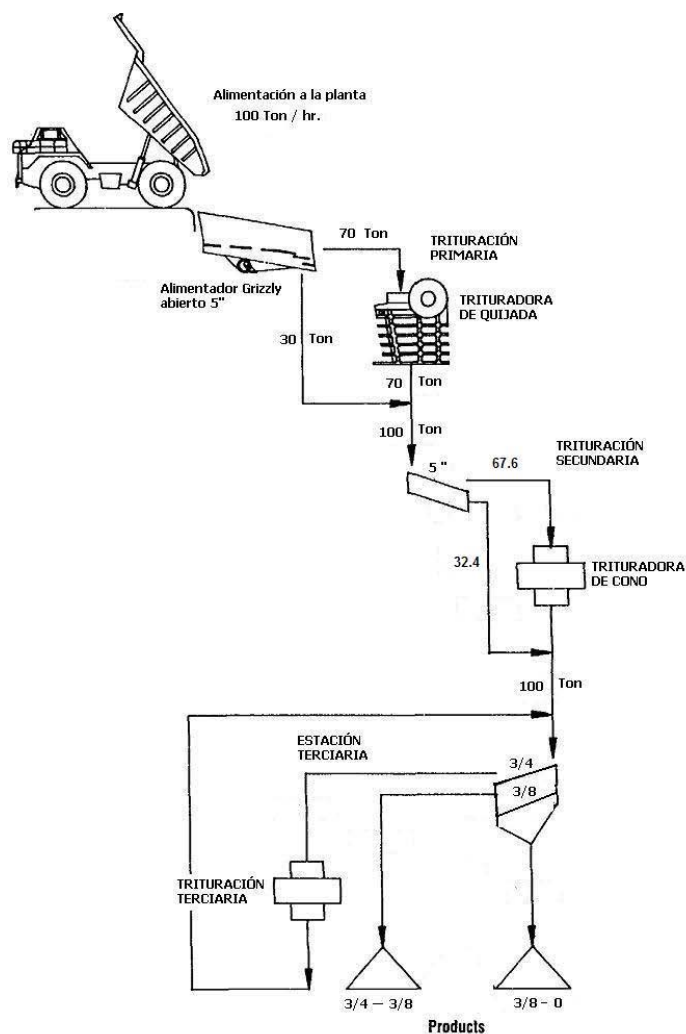 Alimentación a la planta
100 Ton / hr.
70 Ton
TRITURACIÓN
PRIMARIA
Alimentador Grizzly
abierto 5"
TRITURADORA
DE QUIJADA
30 Ton
70 Ton
100 Ton
5 "
67.6
TRITURACIÓN
SECUNDARIA
32.4
TRITURADORA
DE CONO
100 Ton
ESTACIÓN
TERCIARIA
3/4
3/8
TRITURACIÓN
TERCIARIA
3/4 – 3/8
3/8 - 0
Products